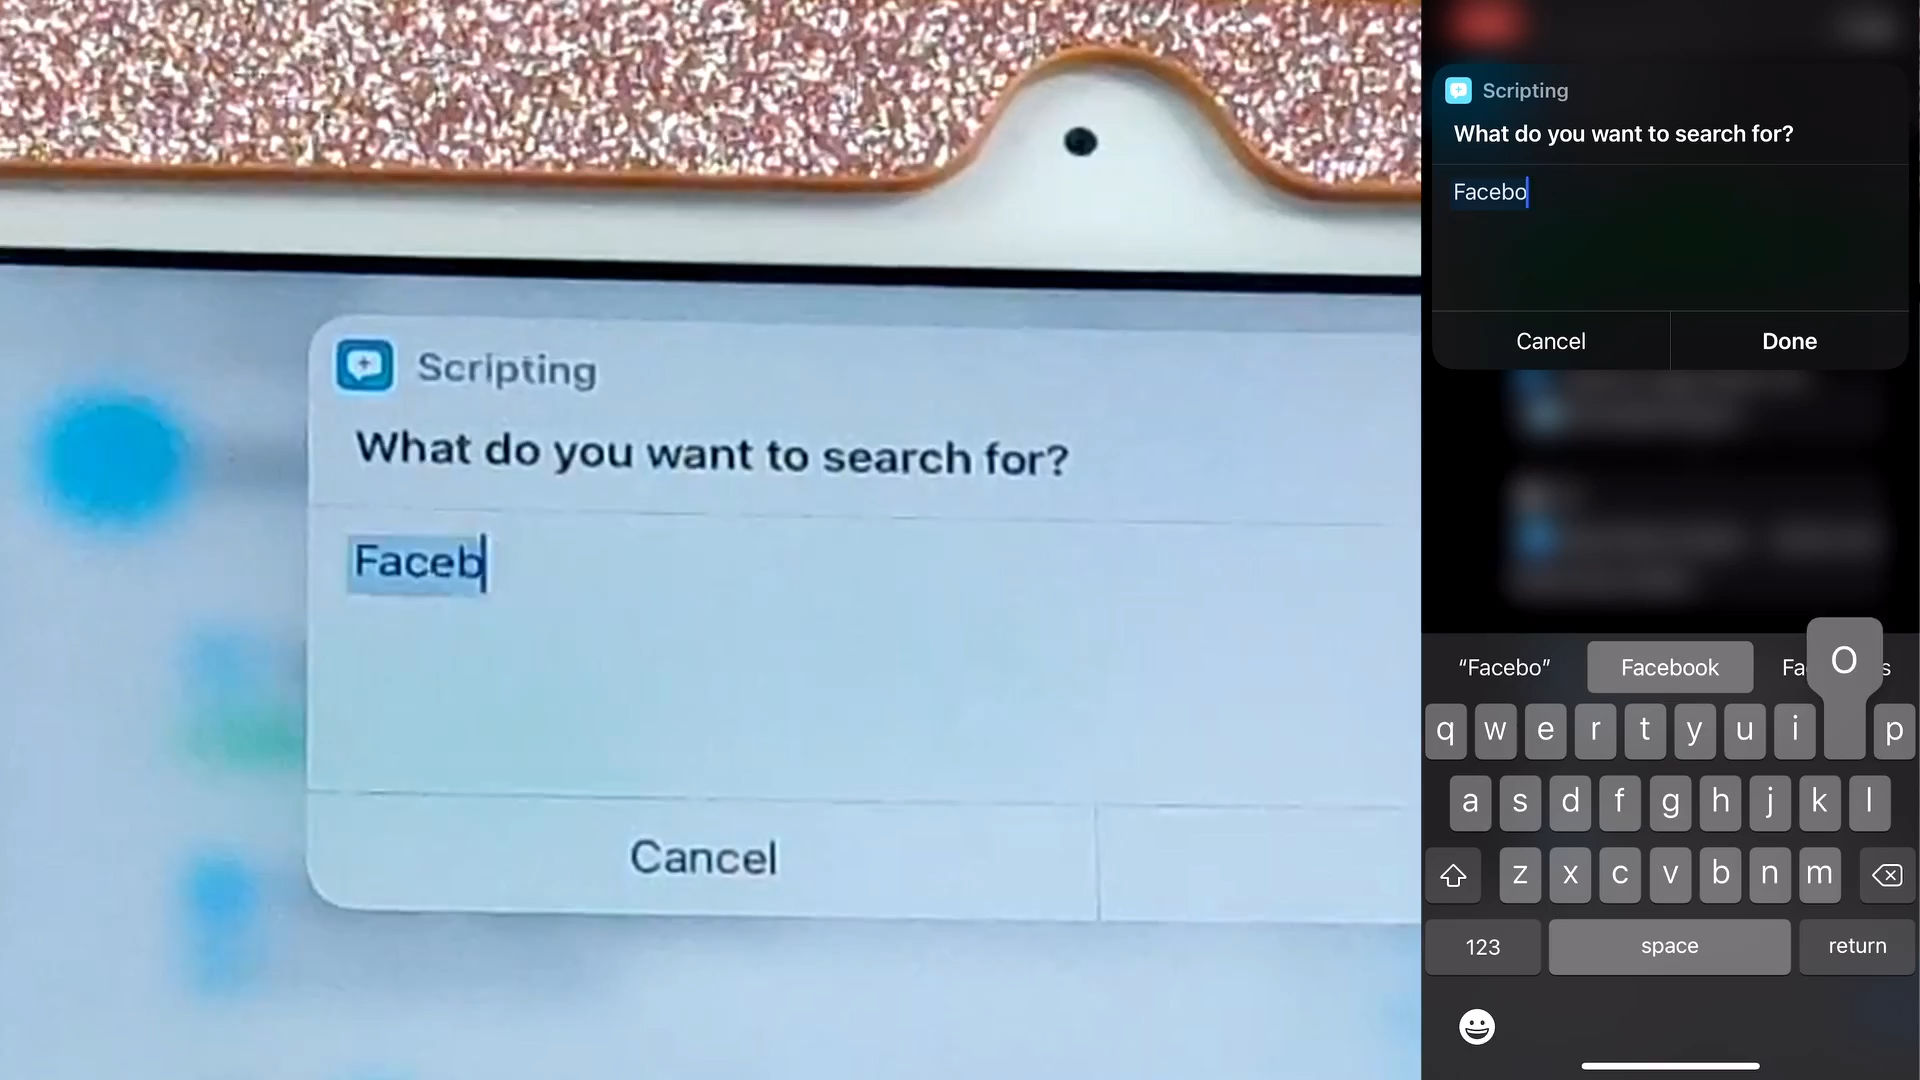 Scripting
What do you want to search for?
Faceb
Cancel
Scripting
What do you want to search for?
Facebo
Cancel Done
“Facebo” Facebook
O
q w e r t y u i p
a s d f g h j k l
z x c v b n m
123 space return